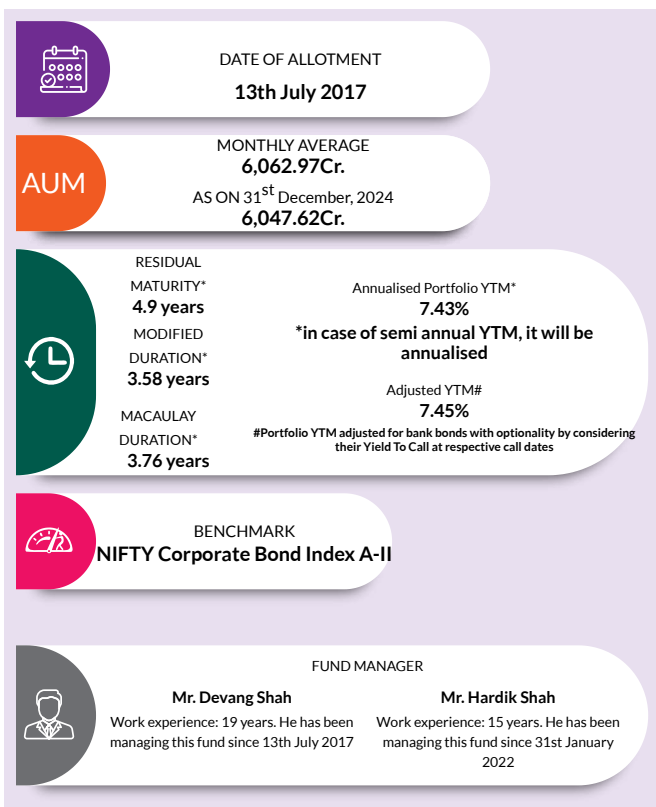 DATE OF ALLOTMENT
13th July 2017
AUM
MONTHLY AVERAGE
6,062.97Cr.
AS ON 31st December, 2024
6,047.62Cr.
RESIDUAL
MATURITY*
4.9 years
MODIFIED
DURATION*
3.58 years
MACAULAY
DURATION*
3.76 years
Annualised Portfolio YTM*
7.43%
*in case of semi annual YTM, it will be
annualised
Adjusted YTM#
7.45%
#Portfolio YTM adjusted for bank bonds with optionality by considering
their Yield To Call at respective call dates
BENCHMARK
NIFTY Corporate Bond Index A-II
FUND MANAGER
Mr. Devang Shah
Work experience: 19 years. He has been
managing this fund since 13th July 2017
Mr. Hardik Shah
Work experience: 15 years. He has been
managing this fund since 31st January
2022